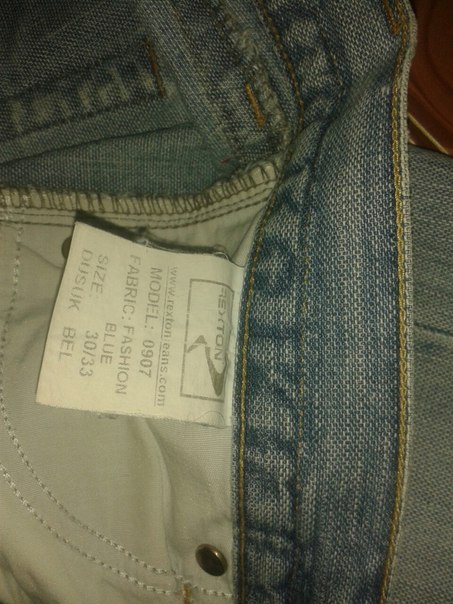 REXTON
www.rextonjeans.com
MODEL: 0907
FABRIC: FASHION
BLUE
SIZE: 30/33
DUSUK BEL